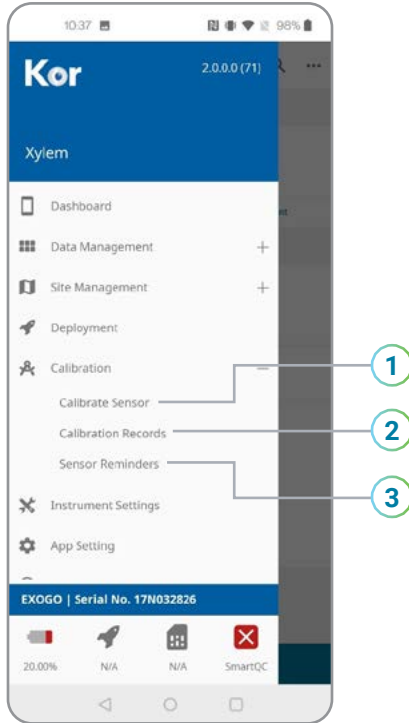 10:37 98%
Kor 2.0.0.0 (71)
Xylem
Dashboard
Data Management +
Site Management +
Deployment
Calibration −
Calibrate Sensor 1
Calibration Records 2
Sensor Reminders 3
Instrument Settings
App Setting
EXOGO | Serial No. 17N032826
20.00% N/A N/A SmartQC